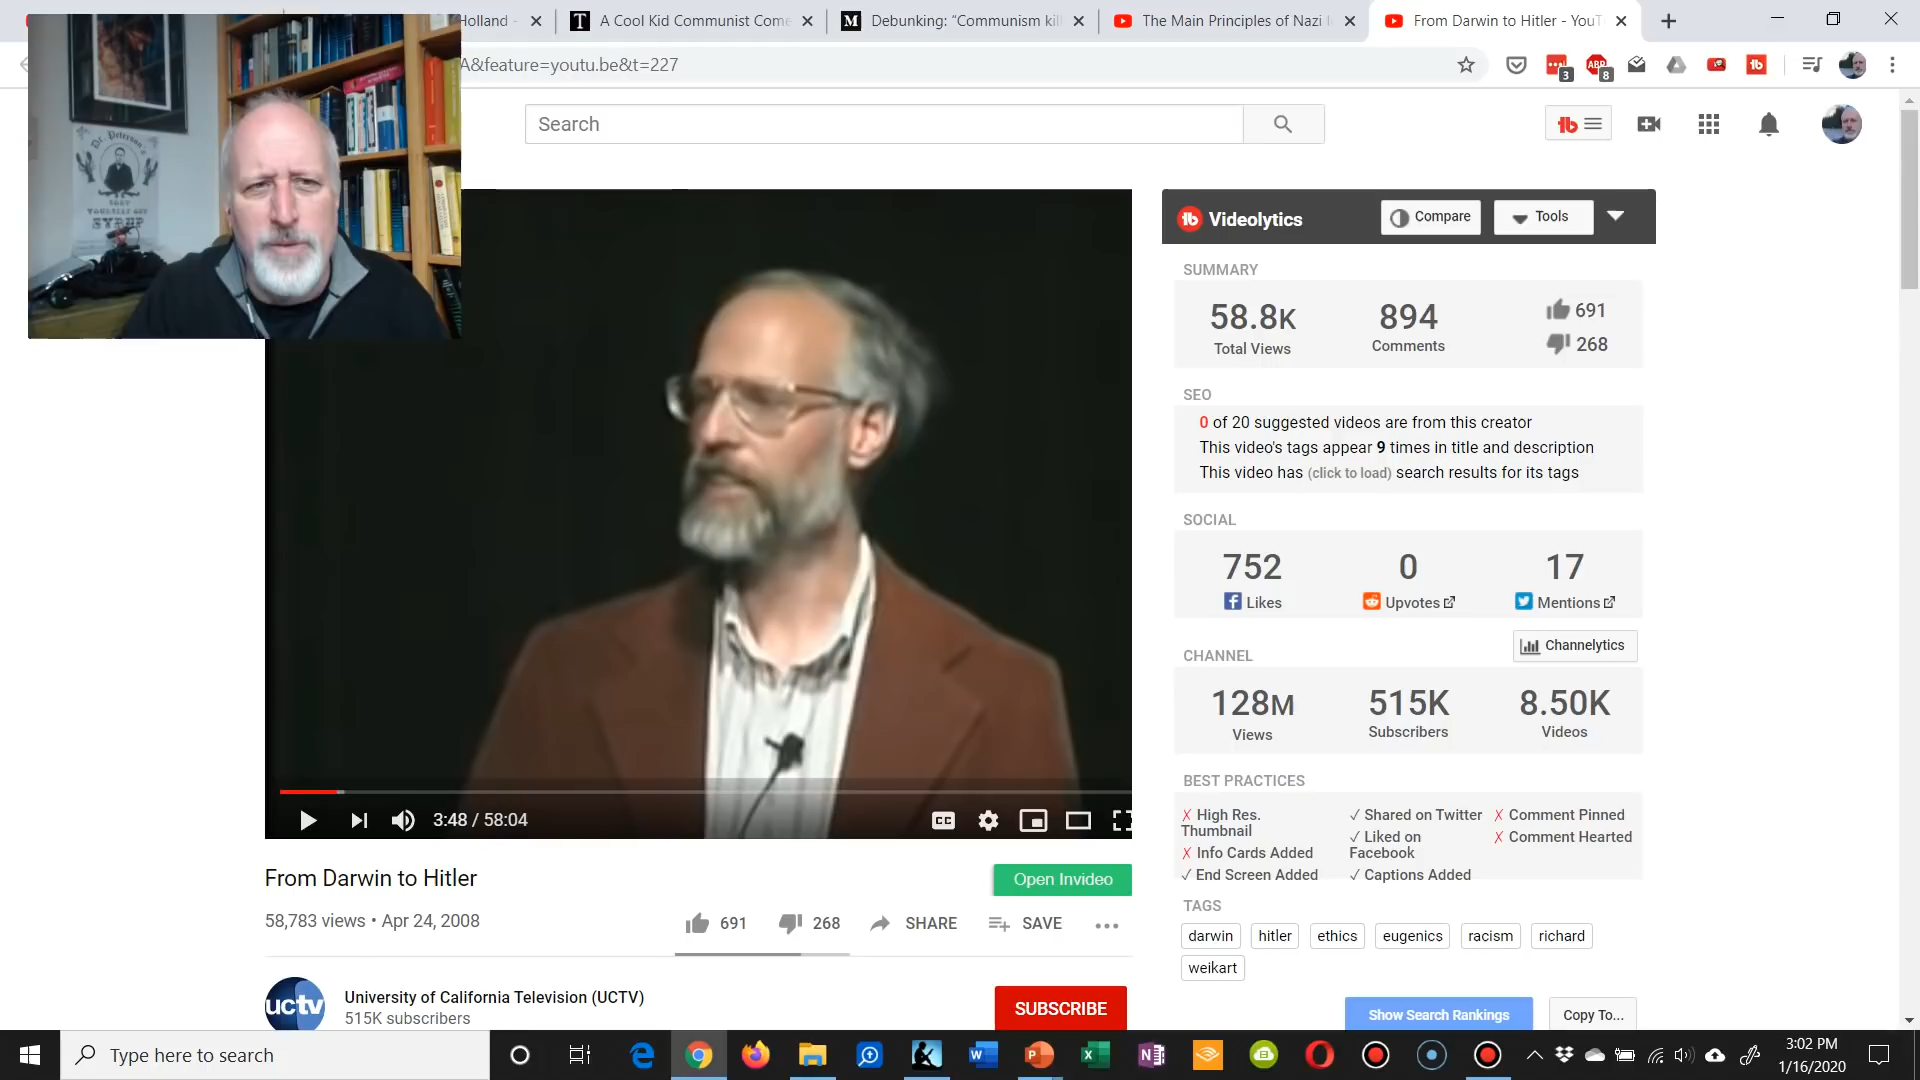 Holland -
A Cool Kid Communist Come
Debunking: “Communism kill
The Main Principles of Nazi I
From Darwin to Hitler - YouT
A&feature=youtu.be&t=227
3
8
Search
Dr. Peterson's
SYRUP
Videolytics
Compare
Tools
SUMMARY
58.8K
894
691
Total Views
Comments
268
SEO
0 of 20 suggested videos are from this creator
This video's tags appear 9 times in title and description
This video has (click to load) search results for its tags
SOCIAL
752
0
17
Likes
Upvotes
Mentions
CHANNEL
Channelytics
128M
515K
8.50K
Views
Subscribers
Videos
BEST PRACTICES
X High Res. Thumbnail
✓ Shared on Twitter
X Comment Pinned
✓ Liked on Facebook
X Comment Hearted
X Info Cards Added
✓ End Screen Added
✓ Captions Added
TAGS
darwin
hitler
ethics
eugenics
racism
richard
weikart
Show Search Rankings
Copy To...
3:48 / 58:04
CC
From Darwin to Hitler
Open Invideo
58,783 views • Apr 24, 2008
691
268
SHARE
SAVE
uctv
University of California Television (UCTV)
515K subscribers
SUBSCRIBE
Type here to search
3:02 PM
1/16/2020